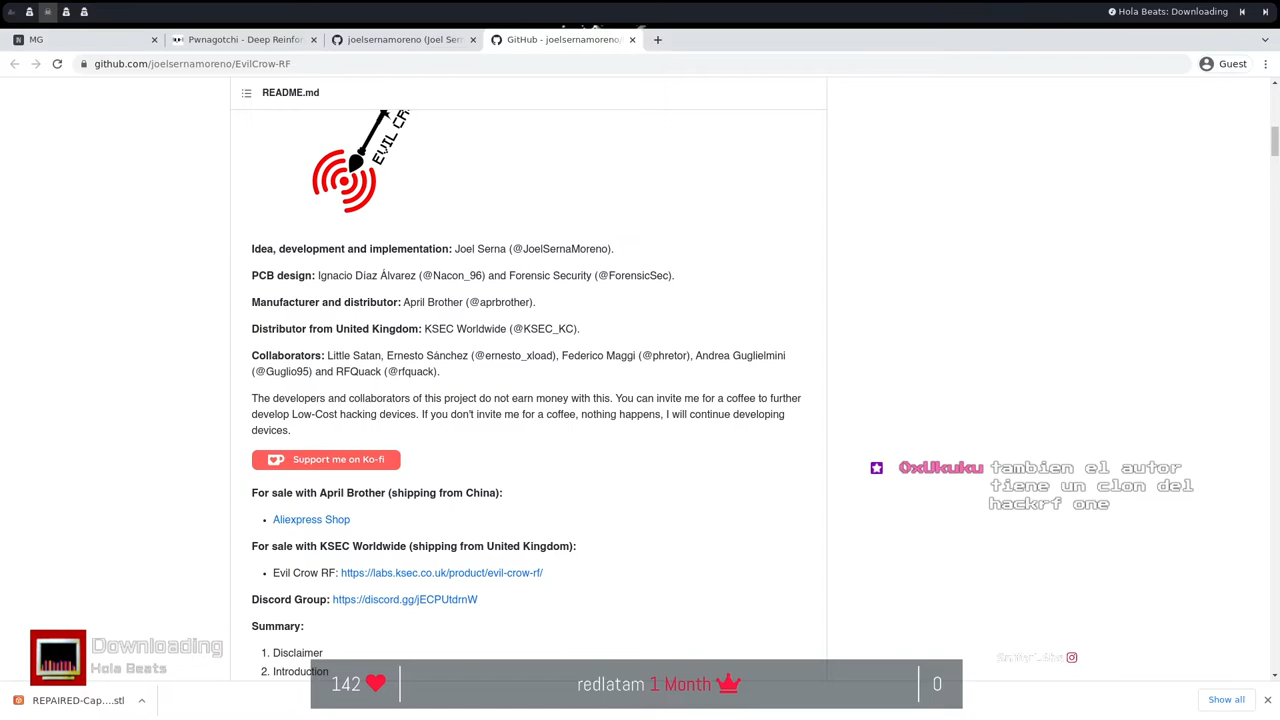 Hola Beats: Downloading
MG
Pwnagotchi - Deep Reinfor
joelsernamoreno (Joel Sern
GitHub - joelsernamoreno/
github.com/joelsernamoreno/EvilCrow-RF
Guest
README.md
EVIL CR
Idea, development and implementation: Joel Serna (@JoelSernaMoreno).
PCB design: Ignacio Díaz Álvarez (@Nacon_96) and Forensic Security (@ForensicSec).
Manufacturer and distributor: April Brother (@aprbrother).
Distributor from United Kingdom: KSEC Worldwide (@KSEC_KC).
Collaborators: Little Satan, Ernesto Sánchez (@ernesto_xload), Federico Maggi (@phretor), Andrea Guglielmini
(@Guglio95) and RFQuack (@rfquack).
The developers and collaborators of this project do not earn money with this. You can invite me for a coffee to further
develop Low-Cost hacking devices. If you don't invite me for a coffee, nothing happens, I will continue developing
devices.
Support me on Ko-fi
0xUkuku tambien el autor
tiene un clon del
hackrf one
For sale with April Brother (shipping from China):
• Aliexpress Shop
For sale with KSEC Worldwide (shipping from United Kingdom):
• Evil Crow RF: https://labs.ksec.co.uk/product/evil-crow-rf/
Discord Group: https://discord.gg/jECPUtdrnW
Summary:
1. Disclaimer
2. Introduction
Downloading
Hola Beats
142
redlatam 1 Month
0
REPAIRED-Cap....stl
Show all